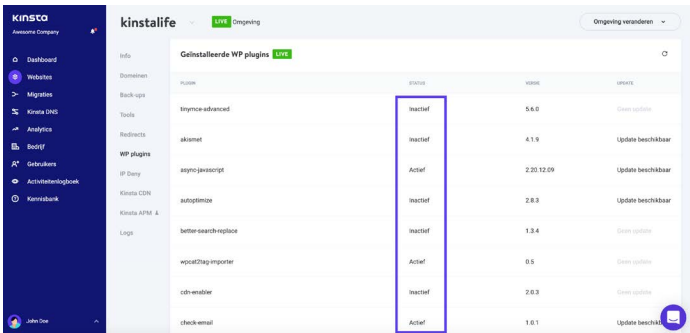 KINSTA
Awesome Company
Dashboard
Websites
Migraties
Kinsta DNS
Analytics
Bedrijf
Gebruikers
Activiteitenlogboek
Kennisbank
John Doe
kinstalife
LIVE Omgeving
Omgeving veranderen
Info
Domeinen
Back-ups
Tools
Redirects
WP plugins
IP Deny
Kinsta CDN
Kinsta APM
Logs
Geïnstalleerde WP plugins LIVE
PLUGIN STATUS VERSIE UPDATE
tinymce-advanced Inactief 5.6.0 Geen update
akismet Inactief 4.1.9 Update beschikbaar
async-javascript Actief 2.20.12.09 Update beschikbaar
autoptimize Inactief 2.8.3 Update beschikbaar
better-search-replace Inactief 1.3.4 Geen update
wpcat2tag-importer Actief 0.5 Geen update
cdn-enabler Inactief 2.0.3 Geen update
check-email Actief 1.0.1 Update